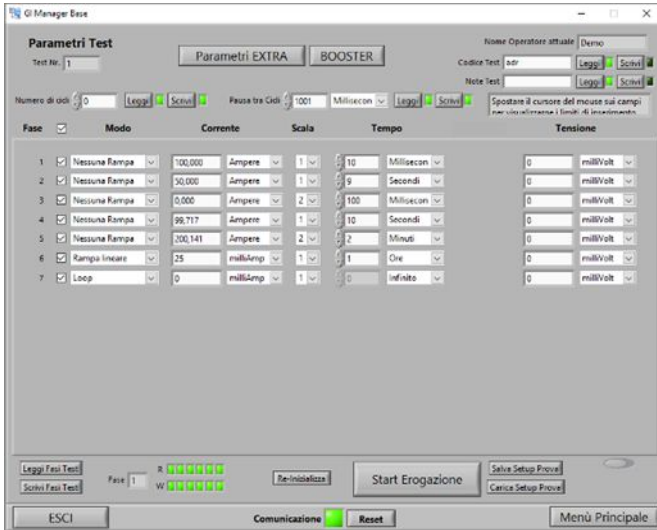 GI Manager Base
Parametri Test
Test Nr. 1
Parametri EXTRA
BOOSTER
Nome Operatore attuale Demo
Codice Test adr Leggi Scrivi
Note Test Leggi Scrivi
Numero di cicli 0 Leggi Scrivi Pausa tra Cicli 1001 Millisecon Leggi Scrivi
Spostare il cursore del mouse sui campi
per visualizzarne i limiti di inserimento
Fase Modo Corrente Scala Tempo Tensione
1 Nessuna Rampa 100,000 Ampere 1 10 Millisecon 0 milliVolt
2 Nessuna Rampa 50,000 Ampere 1 9 Secondi 0 milliVolt
3 Nessuna Rampa 0,000 Ampere 2 100 Millisecon 0 milliVolt
4 Nessuna Rampa 99,717 Ampere 1 10 Secondi 0 milliVolt
5 Nessuna Rampa 200,141 Ampere 2 2 Minuti 0 milliVolt
6 Rampa lineare 25 milliAmp 1 1 Ore 0 milliVolt
7 Loop 0 milliAmp 1 0 Infinito 0 milliVolt
Leggi Fasi Test
Scrivi Fasi Test
Fase 1
R
W
Re-Inizializza
Start Erogazione
Salva Setup Prova
Carica Setup Prova
ESCI
Comunicazione
Reset
Menù Principale